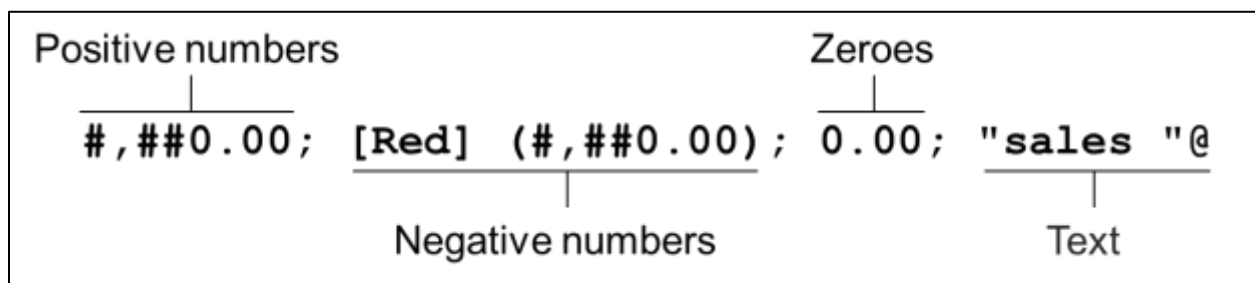 Positive numbers Zeroes
#,##0.00; [Red] (#,##0.00); 0.00; "sales "@
Negative numbers Text